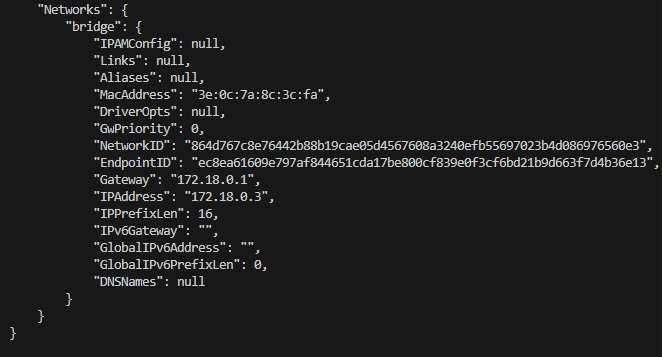 "Networks": {
"bridge": {
"IPAMConfig": null,
"Links": null,
"Aliases": null,
"MacAddress": "3e:0c:7a:8c:3c:fa",
"DriverOpts": null,
"GwPriority": 0,
"NetworkID": "864d767c8e76442b88b19cae05d4567608a3240efb55697023b4d086976560e3",
"EndpointID": "ec8ea61609e797af844651cda17be800cf839e0f3cf6bd21b9d663f7d4b36e13",
"Gateway": "172.18.0.1",
"IPAddress": "172.18.0.3",
"IPPrefixLen": 16,
"IPv6Gateway": "",
"GlobalIPv6Address": "",
"GlobalIPv6PrefixLen": 0,
"DNSNames": null
}
}
}